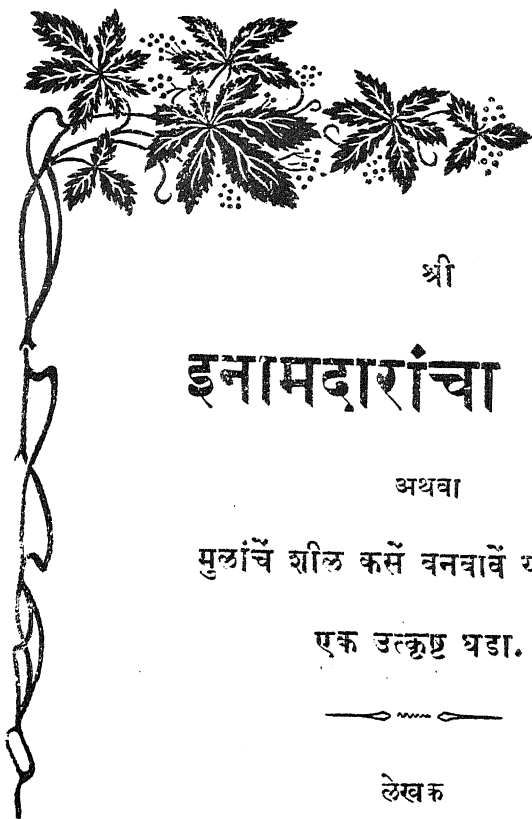 श्री
इनामदारांचा
अथवा
मुलांचें शील कसें बनवावें
एक उत्कृष्ट धडा.
लेखक